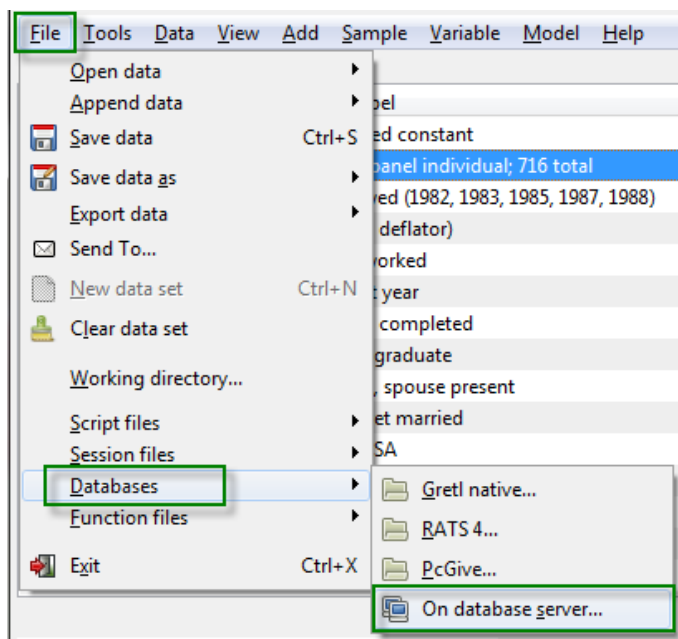 File Tools Data View Add Sample Variable Model Help
Open data
Append data
Save data Ctrl+S
Save data as
Export data
Send To...
New data set Ctrl+N
Clear data set
Working directory...
Script files
Session files
Databases
Function files
Exit Ctrl+X
bel
ed constant
panel individual; 716 total
yed (1982, 1983, 1985, 1987, 1988)
deflator)
worked
t year
completed
graduate
, spouse present
et married
SA
Gretl native...
RATS 4...
PcGive...
On database server...